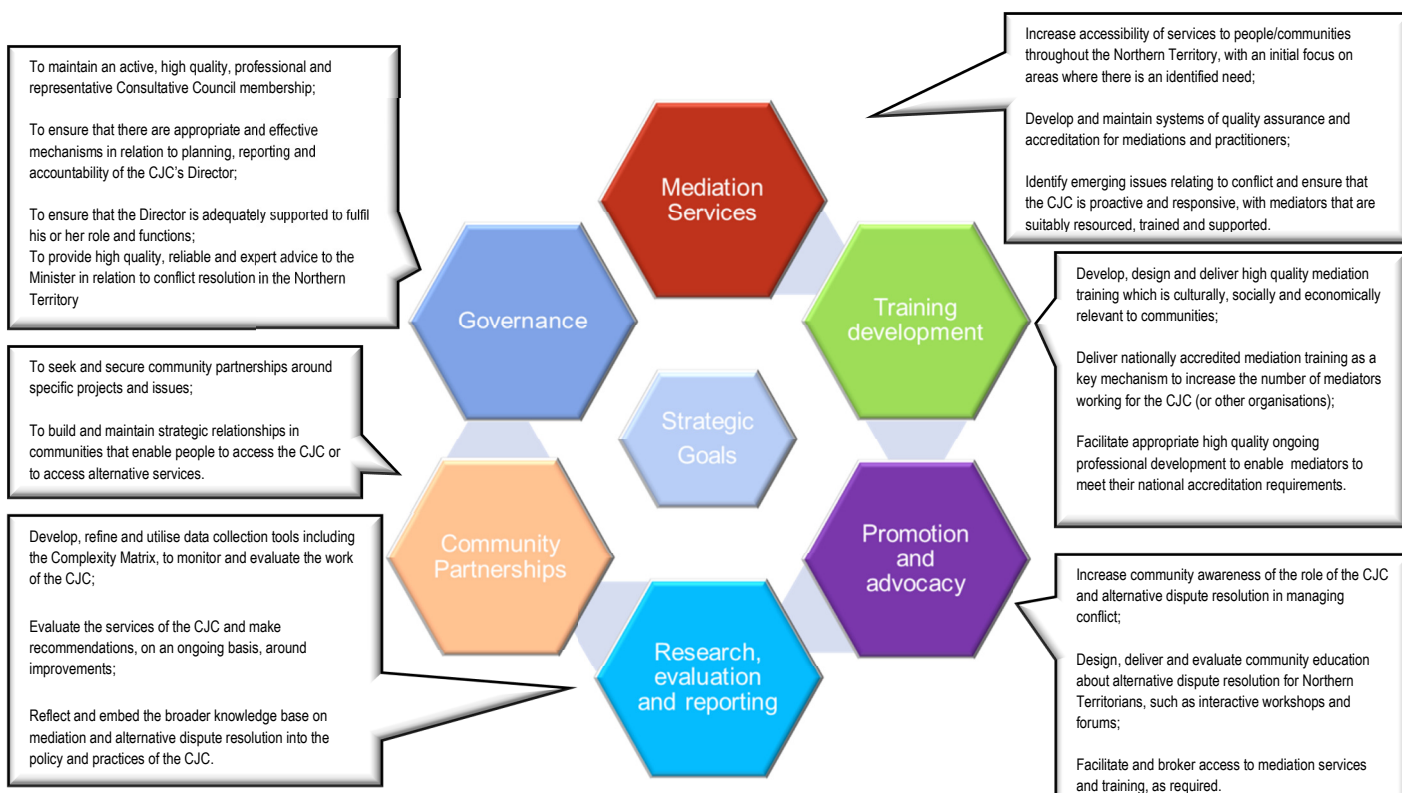 To maintain an active, high quality, professional and
representative Consultative Council membership;
To ensure that there are appropriate and effective
mechanisms in relation to planning, reporting and
accountability of the CJC's Director;
To ensure that the Director is adequately supported to fulfil
his or her role and functions;
To provide high quality, reliable and expert advice to the
Minister in relation to conflict resolution in the Northern
Territory
Increase accessibility of services to people/communities
throughout the Northern Territory, with an initial focus on
areas where there is an identified need;
Develop and maintain systems of quality assurance and
accreditation for mediations and practitioners;
Identify emerging issues relating to conflict and ensure that
the CJC is proactive and responsive, with mediators that are
suitably resourced, trained and supported.
Mediation
Services
Governance
Training
development
Strategic
Goals
Community
Partnerships
Promotion
and
advocacy
Research,
evaluation
and reporting
To seek and secure community partnerships around
specific projects and issues;
To build and maintain strategic relationships in
communities that enable people to access the CJC or
to access alternative services.
Develop, design and deliver high quality mediation
training which is culturally, socially and economically
relevant to communities;
Deliver nationally accredited mediation training as a
key mechanism to increase the number of mediators
working for the CJC (or other organisations);
Facilitate appropriate high quality ongoing
professional development to enable mediators to
meet their national accreditation requirements.
Develop, refine and utilise data collection tools including
the Complexity Matrix, to monitor and evaluate the work
of the CJC;
Evaluate the services of the CJC and make
recommendations, on an ongoing basis, around
improvements;
Reflect and embed the broader knowledge base on
mediation and alternative dispute resolution into the
policy and practices of the CJC.
Increase community awareness of the role of the CJC
and alternative dispute resolution in managing
conflict;
Design, deliver and evaluate community education
about alternative dispute resolution for Northern
Territorians, such as interactive workshops and
forums;
Facilitate and broker access to mediation services
and training, as required.